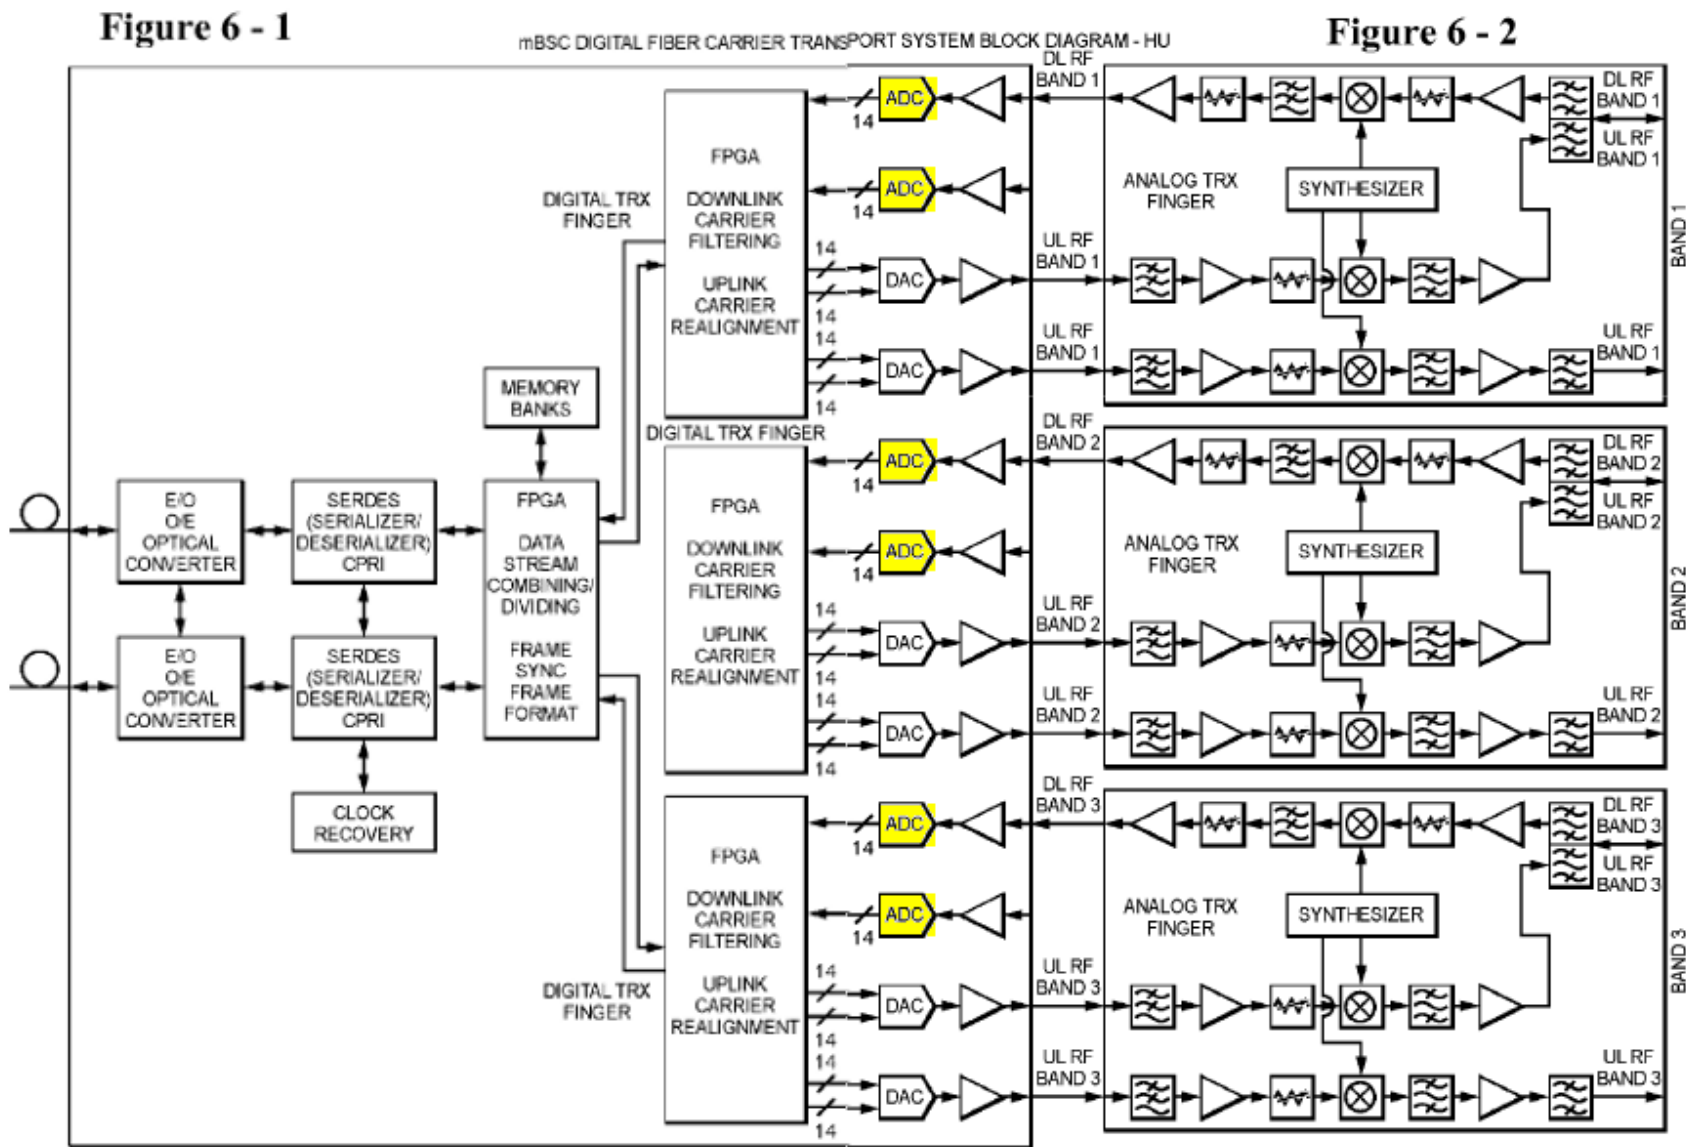 Figure 6 - 1
mBSC DIGITAL FIBER CARRIER TRANSPORT SYSTEM BLOCK DIAGRAM - HU
Figure 6 - 2
DIGITAL TRX
FINGER
FPGA
DOWNLINK
CARRIER
FILTERING
UPLINK
CARRIER
REALIGNMENT
ADC
14
ADC
14
14
DAC
14
14
DAC
14
DL RF
BAND 1
UL RF
BAND 1
UL RF
BAND 1
ANALOG TRX
FINGER
SYNTHESIZER
DL RF
BAND 1
UL RF
BAND 1
UL RF
BAND 1
BAND 1
MEMORY
BANKS
E/O
O/E
OPTICAL
CONVERTER
SERDES
(SERIALIZER/
DESERIALIZER)
CPRI
FPGA
DATA
STREAM
COMBINING/
DIVIDING
FRAME
SYNC
FRAME
FORMAT
E/O
O/E
OPTICAL
CONVERTER
SERDES
(SERIALIZER/
DESERIALIZER)
CPRI
CLOCK
RECOVERY
DIGITAL TRX FINGER
FPGA
DOWNLINK
CARRIER
FILTERING
UPLINK
CARRIER
REALIGNMENT
ADC
14
ADC
14
14
DAC
14
14
DAC
14
DL RF
BAND 2
UL RF
BAND 2
UL RF
BAND 2
ANALOG TRX
FINGER
SYNTHESIZER
DL RF
BAND 2
UL RF
BAND 2
UL RF
BAND 2
BAND 2
DIGITAL TRX
FINGER
FPGA
DOWNLINK
CARRIER
FILTERING
UPLINK
CARRIER
REALIGNMENT
ADC
14
ADC
14
14
DAC
14
14
DAC
14
DL RF
BAND 3
UL RF
BAND 3
UL RF
BAND 3
ANALOG TRX
FINGER
SYNTHESIZER
DL RF
BAND 3
UL RF
BAND 3
UL RF
BAND 3
BAND 3